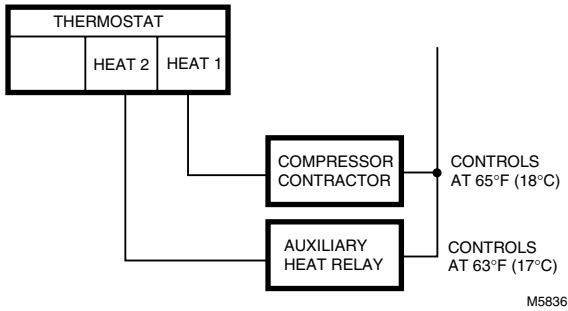 THERMOSTAT
HEAT 2
HEAT 1
COMPRESSOR
CONTRACTOR
CONTROLS
AT 65°F (18°C)
AUXILIARY
HEAT RELAY
CONTROLS
AT 63°F (17°C)
M5836